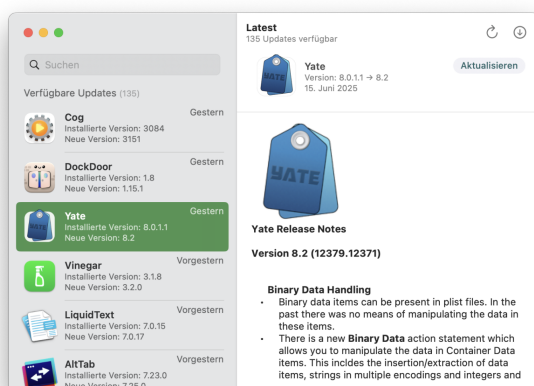 Suchen
Verfügbare Updates (135)
Gestern
Cog
Installierte Version: 3084
Neue Version: 3151
Gestern
DockDoor
Installierte Version: 1.8
Neue Version: 1.15.1
Gestern
Yate
Installierte Version: 8.0.1.1
Neue Version: 8.2
Vorgestern
Vinegar
Installierte Version: 3.1.8
Neue Version: 3.2.0
Vorgestern
LiquidText
Installierte Version: 7.0.15
Neue Version: 7.0.17
Vorgestern
AltTab
Installierte Version: 7.23.0
Neue Version: 7.25.0
Latest
135 Updates verfügbar
YATE
Yate
Version: 8.0.1.1 → 8.2
15. Juni 2025
Aktualisieren
YATE
Yate Release Notes
Version 8.2 (12379.12371)
Binary Data Handling
• Binary data items can be present in plist files. In the
past there was no means of manipulating the data in
these items.
• There is a new Binary Data action statement which
allows you to manipulate the data in Container Data
items. This incldes the insertion/extraction of data
items, strings in multiple encodings and integers and